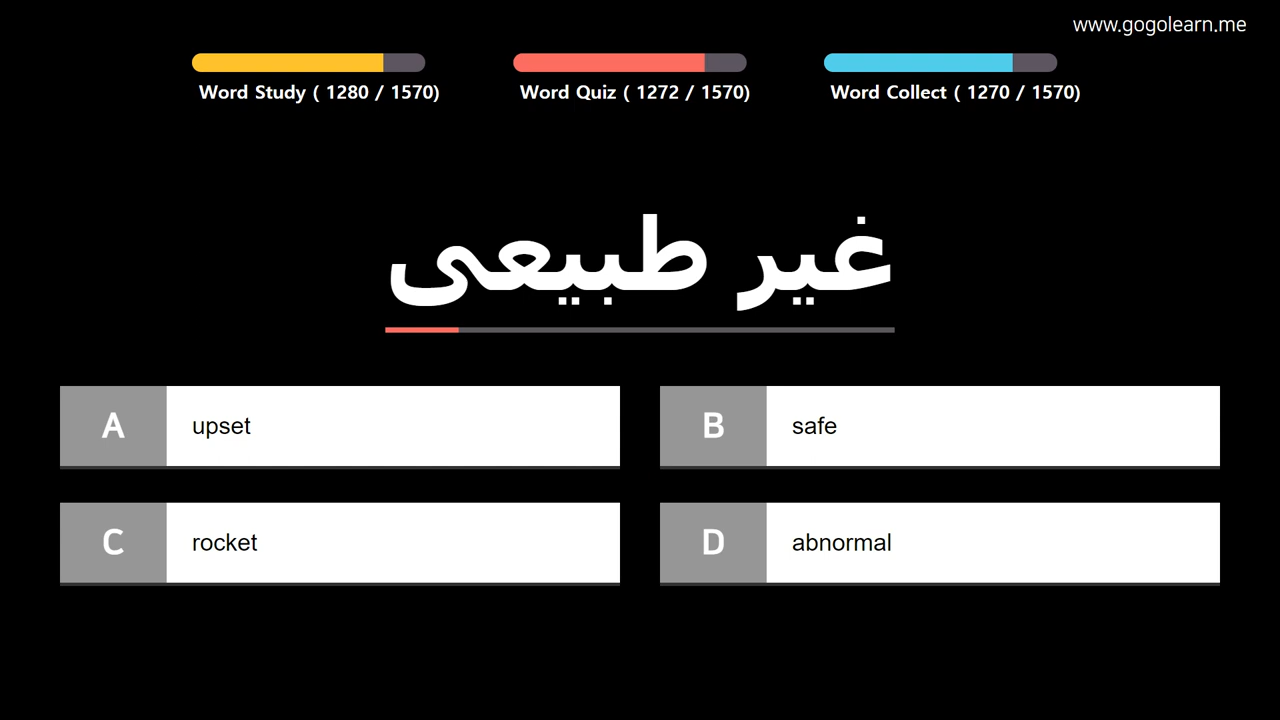 www.gogolearn.me
Word Study ( 1280 / 1570)
Word Quiz ( 1272 / 1570)
Word Collect ( 1270 / 1570)
غیر طبیعی
A upset
B safe
C rocket
D abnormal